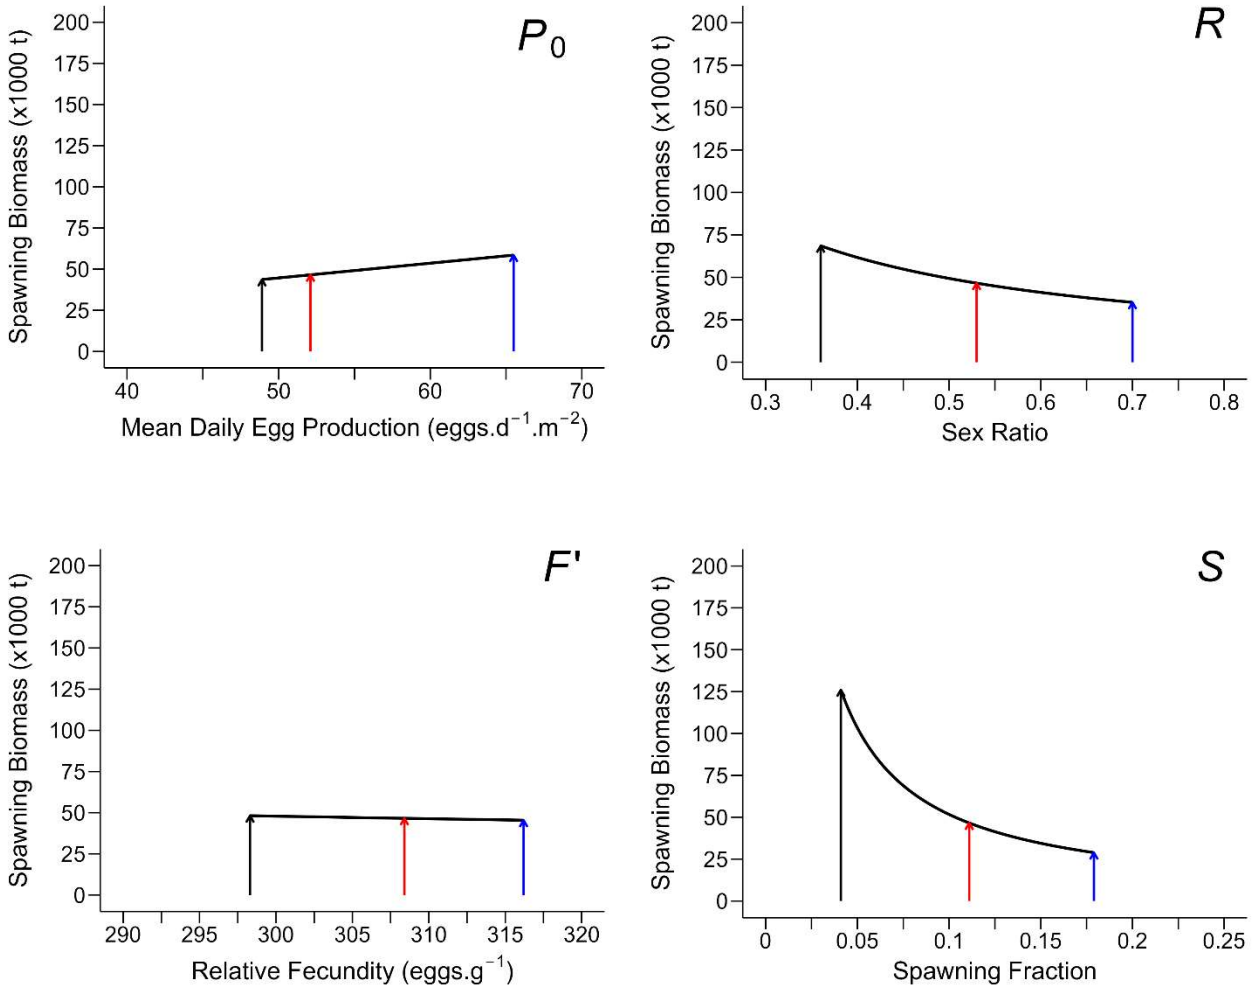 P0
Spawning Biomass (x1000 t)
200
175
150
125
100
75
50
25
0
40 50 60 70
Mean Daily Egg Production (eggs.d−1.m−2)
R
Spawning Biomass (x1000 t)
200
175
150
125
100
75
50
25
0
0.3 0.4 0.5 0.6 0.7 0.8
Sex Ratio
F'
Spawning Biomass (x1000 t)
200
175
150
125
100
75
50
25
0
290 295 300 305 310 315 320
Relative Fecundity (eggs.g−1)
S
Spawning Biomass (x1000 t)
200
175
150
125
100
75
50
25
0
0 0.05 0.1 0.15 0.2 0.25
Spawning Fraction